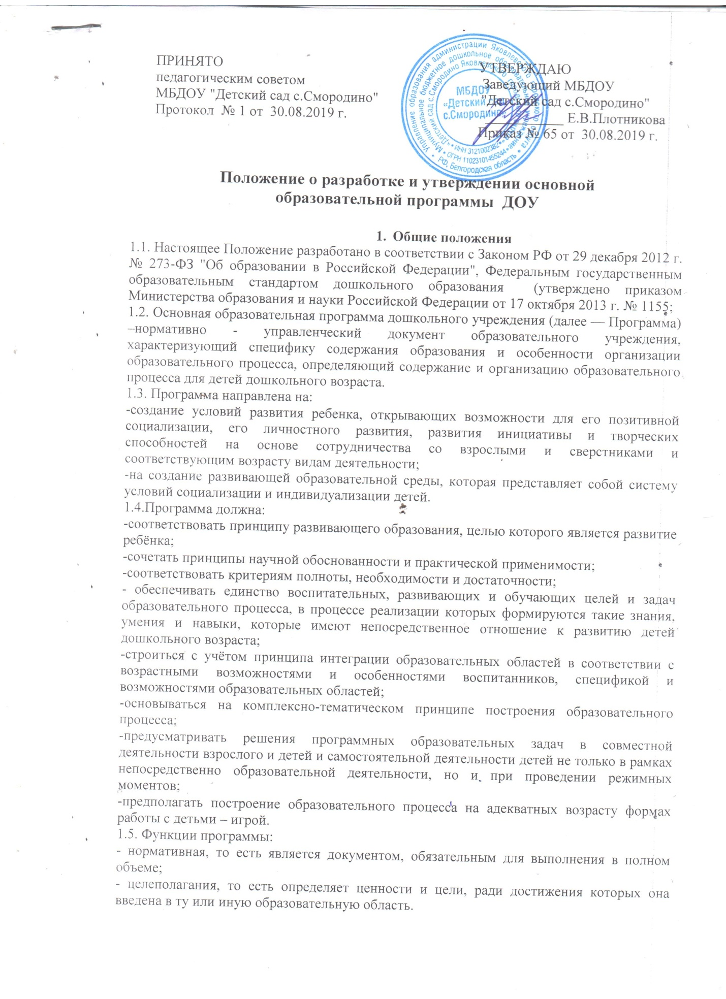 ПРИНЯТО
педагогическим советом
МБДОУ "Детский сад с.Смородино"
Протокол № 1 от 30.08.2019 г.
УТВЕРЖДАЮ
Заведующий МБДОУ
"Детский сад с.Смородино"
___________ Е.В.Плотникова
Приказ № 65 от 30.08.2019 г.
Управление образования администрации Яковлевского городского округа • РФ, Белгородская область •
Муниципальное бюджетное дошкольное образовательное учреждение • ОГРН 11023101455244 •
«Детский сад с.Смородино Яковлевского городского округа» • ИНН 3121002382 •
МБДОУ
«Детский сад
с.Смородино»
Положение о разработке и утверждении основной
образовательной программы ДОУ
1. Общие положения
1.1. Настоящее Положение разработано в соответствии с Законом РФ от 29 декабря 2012 г.
№ 273-ФЗ "Об образовании в Российской Федерации", Федеральным государственным
образовательным стандартом дошкольного образования (утверждено приказом
Министерства образования и науки Российской Федерации от 17 октября 2013 г. № 1155;
1.2. Основная образовательная программа дошкольного учреждения (далее — Программа)
–нормативно - управленческий документ образовательного учреждения,
характеризующий специфику содержания образования и особенности организации
образовательного процесса, определяющий содержание и организацию образовательного
процесса для детей дошкольного возраста.
1.3. Программа направлена на:
-создание условий развития ребенка, открывающих возможности для его позитивной
социализации, его личностного развития, развития инициативы и творческих
способностей на основе сотрудничества со взрослыми и сверстниками и
соответствующим возрасту видам деятельности;
-на создание развивающей образовательной среды, которая представляет собой систему
условий социализации и индивидуализации детей.
1.4.Программа должна:
-соответствовать принципу развивающего образования, целью которого является развитие
ребёнка;
-сочетать принципы научной обоснованности и практической применимости;
-соответствовать критериям полноты, необходимости и достаточности;
- обеспечивать единство воспитательных, развивающих и обучающих целей и задач
образовательного процесса, в процессе реализации которых формируются такие знания,
умения и навыки, которые имеют непосредственное отношение к развитию детей
дошкольного возраста;
-строиться с учётом принципа интеграции образовательных областей в соответствии с
возрастными возможностями и особенностями воспитанников, спецификой и
возможностями образовательных областей;
-основываться на комплексно-тематическом принципе построения образовательного
процесса;
-предусматривать решения программных образовательных задач в совместной
деятельности взрослого и детей и самостоятельной деятельности детей не только в рамках
непосредственно образовательной деятельности, но и при проведении режимных
моментов;
-предполагать построение образовательного процесса на адекватных возрасту формах
работы с детьми – игрой.
1.5. Функции программы:
- нормативная, то есть является документом, обязательным для выполнения в полном
объеме;
- целеполагания, то есть определяет ценности и цели, ради достижения которых она
введена в ту или иную образовательную область.